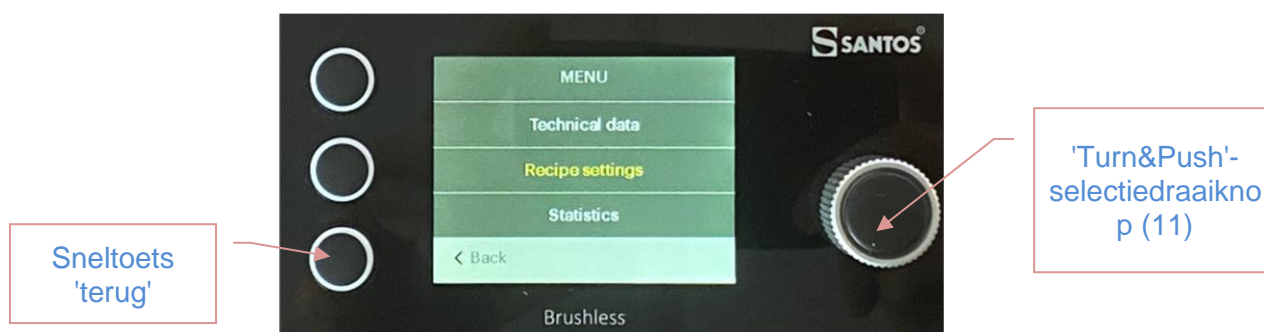 SANTOS®
MENU
Technical data
Recipe settings
Statistics
< Back
Brushless
Sneltoets
'terug'
'Turn&Push'-
selectiedraaikno
p (11)